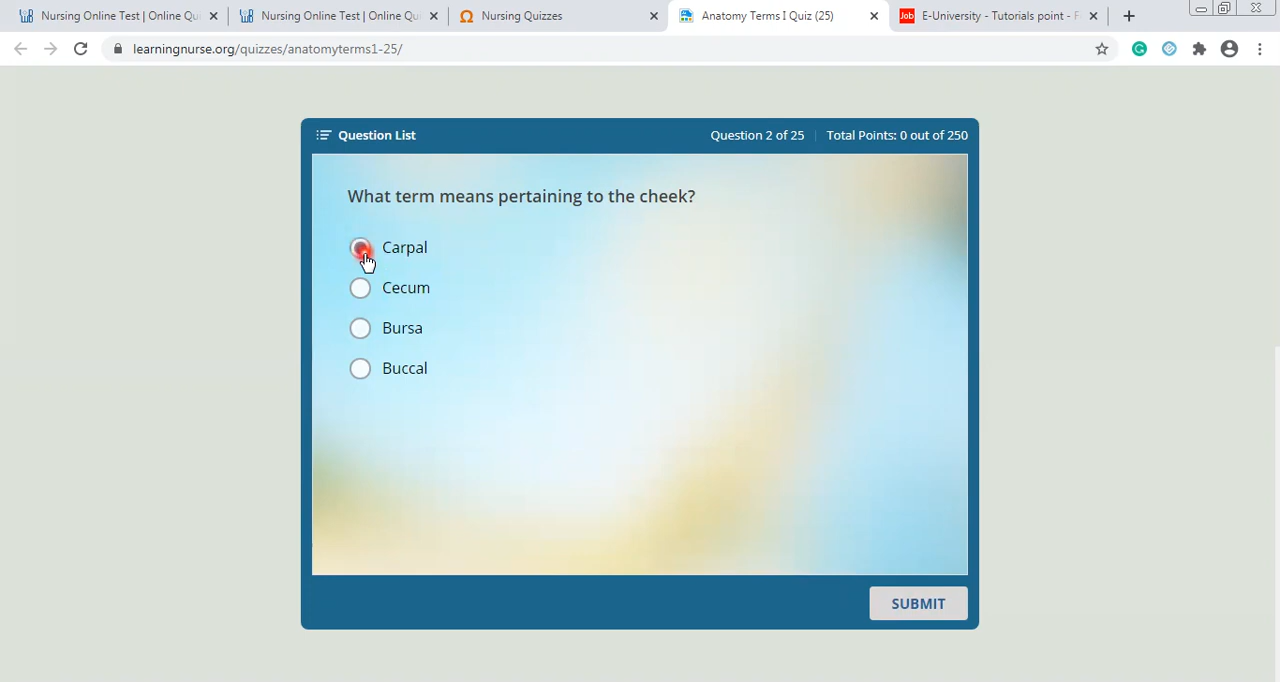 Nursing Online Test | Online Qu
Nursing Online Test | Online Qu
Nursing Quizzes
Anatomy Terms I Quiz (25)
Job
E-University - Tutorials point - F
learningnurse.org/quizzes/anatomyterms1-25/
Question List
Question 2 of 25
Total Points: 0 out of 250
What term means pertaining to the cheek?
Carpal
Cecum
Bursa
Buccal
SUBMIT